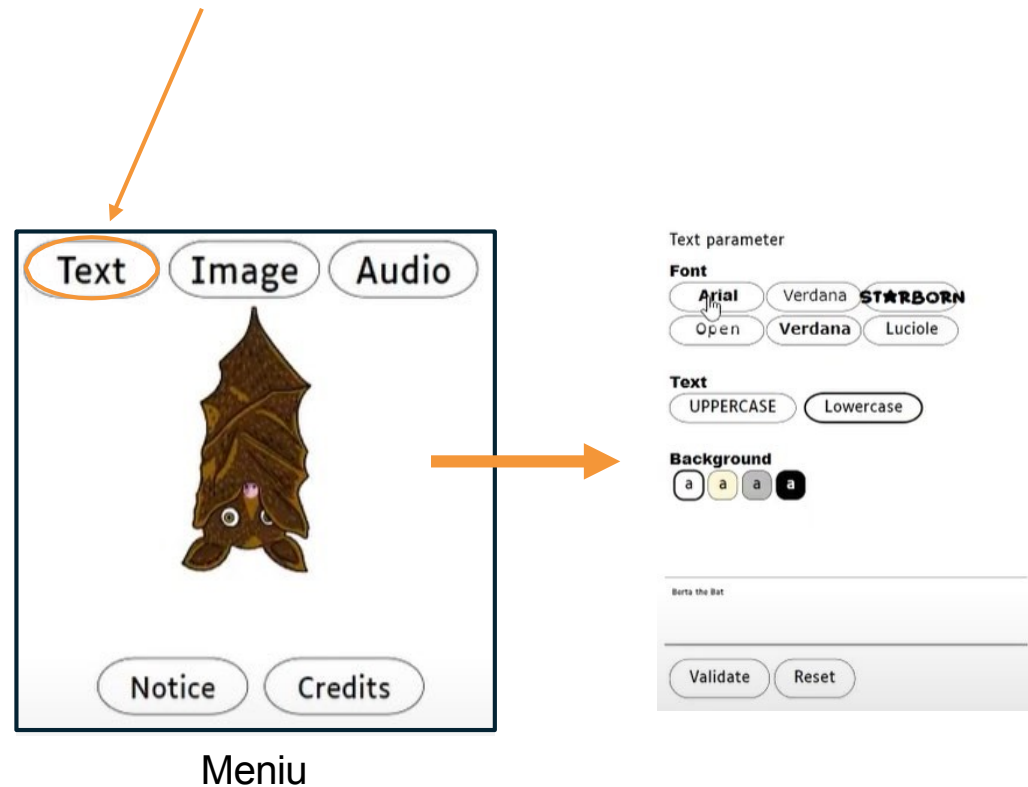 Text Image Audio
Notice Credits
Meniu
Text parameter
Font
Arial Verdana STARBORN
Open Verdana Luciole
Text
UPPERCASE Lowercase
Background
a a a a
Berta the Bat
Validate Reset